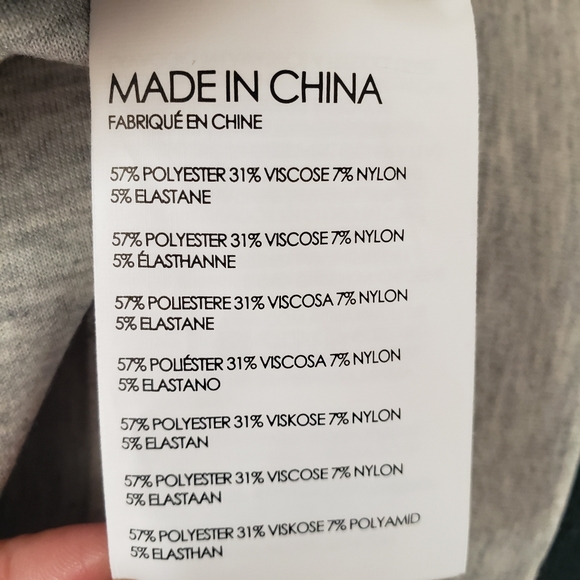 MADE IN CHINA
FABRIQUÉ EN CHINE
57% POLYESTER 31% VISCOSE 7% NYLON
5% ELASTANE
57% POLYESTER 31% VISCOSE 7% NYLON
5% ÉLASTHANNE
57% POLIESTERE 31% VISCOSA 7% NYLON
5% ELASTANE
57% POLIÉSTER 31% VISCOSA 7% NYLON
5% ELASTANO
57% POLYESTER 31% VISKOSE 7% NYLON
5% ELASTAN
57% POLYESTER 31% VISCOSE 7% NYLON
5% ELASTAAN
57% POLYESTER 31% VISKOSE 7% POLYAMID
5% ELASTHAN